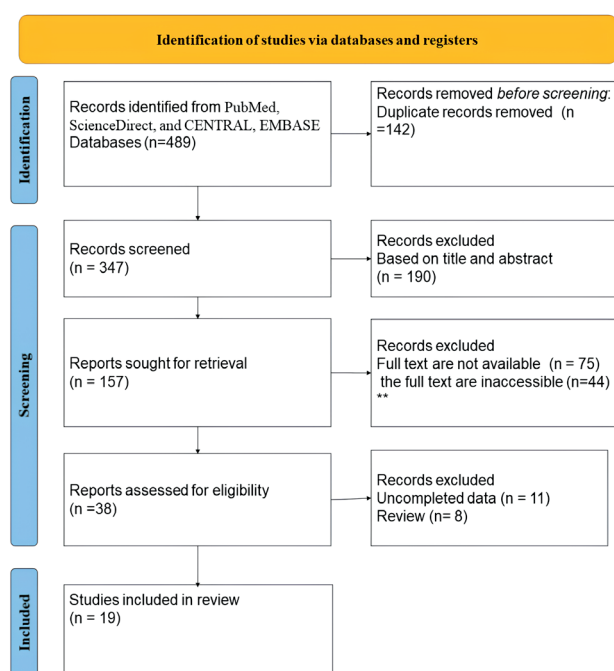 Identification of studies via databases and registers
Identification
Records identified from PubMed,
ScienceDirect, and CENTRAL, EMBASE
Databases (n=489)
Records removed before screening:
Duplicate records removed (n
=142)
Screening
Records screened
(n = 347)
Records excluded
Based on title and abstract
(n = 190)
Reports sought for retrieval
(n = 157)
Records excluded
Full text are not available (n = 75)
the full text are inaccessible (n=44)
**
Reports assessed for eligibility
(n =38)
Records excluded
Uncompleted data (n = 11)
Review (n= 8)
Included
Studies included in review
(n = 19)